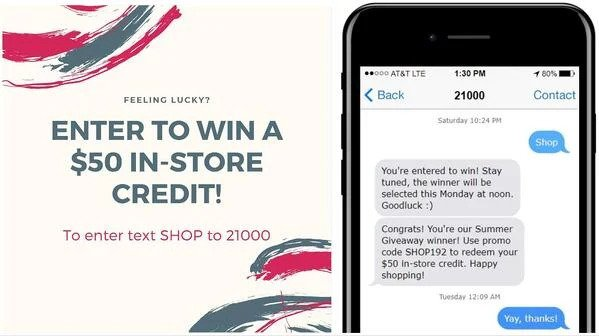 FEELING LUCKY?
ENTER TO WIN A
$50 IN-STORE
CREDIT!
To enter text SHOP to 21000
AT&T LTE 1:30 PM 80%
Back 21000 Contact
Saturday 10:24 PM
Shop
You're entered to win! Stay
tuned, the winner will be
selected this Monday at noon.
Goodluck :)
Congrats! You're our Summer
Giveaway winner! Use promo
code SHOP192 to redeem your
$50 in-store credit. Happy
shopping!
Tuesday 12:09 AM
Yay, thanks!